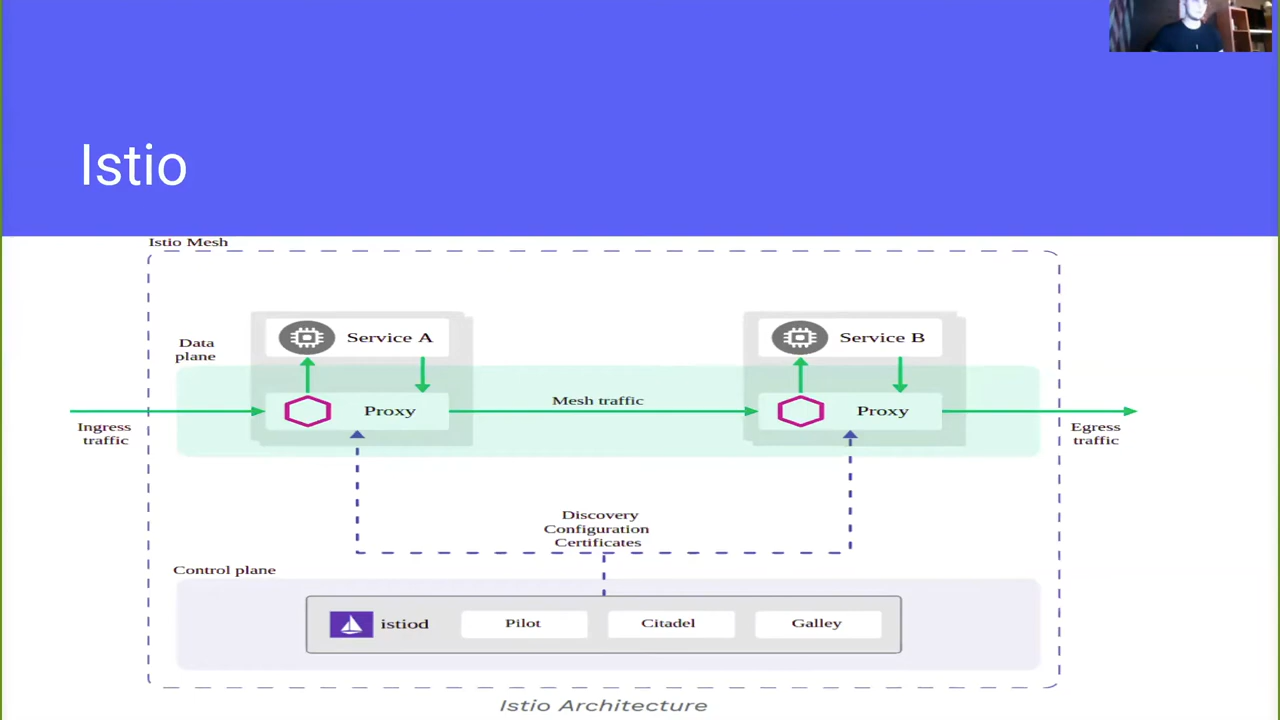 Istio
Istio Mesh
Data
plane
Service A
Service B
Proxy
Mesh traffic
Proxy
Ingress
traffic
Egress
traffic
Discovery
Configuration
Certificates
Control plane
istiod
Pilot
Citadel
Galley
Istio Architecture